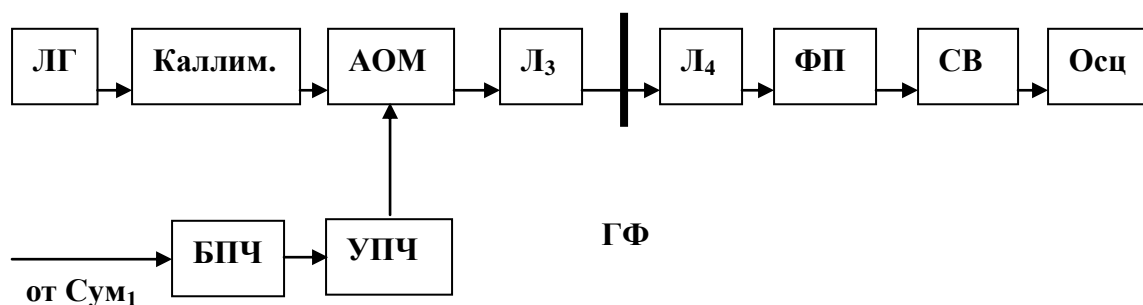 ЛГ Каллим. АОМ Л₃ Л₄ ФП СВ Осц
БПЧ УПЧ ГФ
от Сум₁